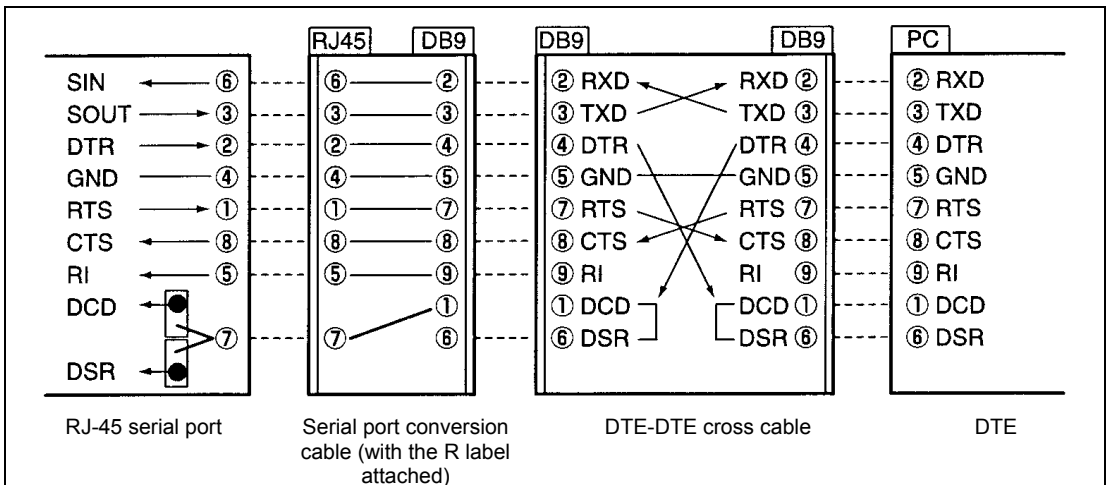 RJ45 DB9 DB9 DB9 PC
SIN ⑥ ⑥ ② ② RXD RXD ② ② RXD
SOUT ③ ③ ③ ③ TXD TXD ③ ③ TXD
DTR ② ② ④ ④ DTR DTR ④ ④ DTR
GND ④ ④ ⑤ ⑤ GND GND ⑤ ⑤ GND
RTS ① ① ⑦ ⑦ RTS RTS ⑦ ⑦ RTS
CTS ⑧ ⑧ ⑧ ⑧ CTS CTS ⑧ ⑧ CTS
RI ⑤ ⑤ ⑨ ⑨ RI RI ⑨ ⑨ RI
DCD ① ① DCD DCD ① ① DCD
⑦ ⑦ ⑥ ⑥ DSR DSR ⑥ ⑥ DSR
DSR
RJ-45 serial port
Serial port conversion
cable (with the R label
attached)
DTE-DTE cross cable
DTE